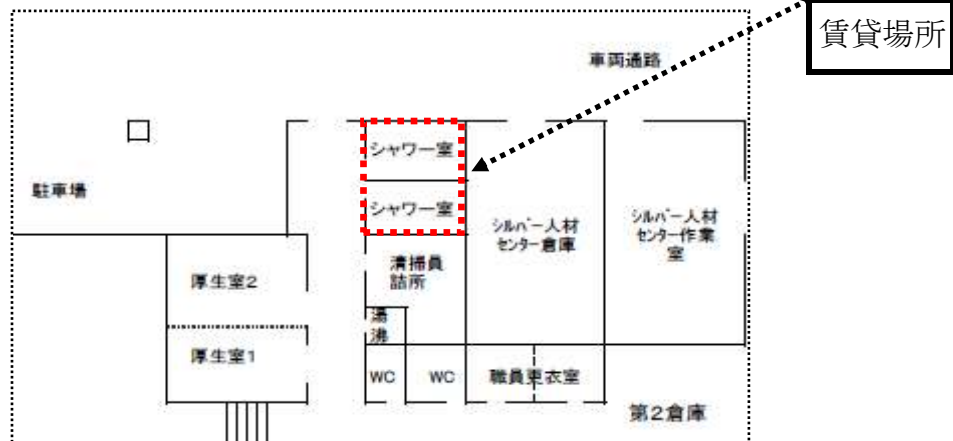 賃貸場所
車両通路
シャワー室
駐車場
シャワー室
シルバー人材
センター倉庫
シルバー人材
センター作業
室
清掃員
詰所
厚生室2
湯
沸
厚生室1
WC
WC
職員更衣室
第2倉庫